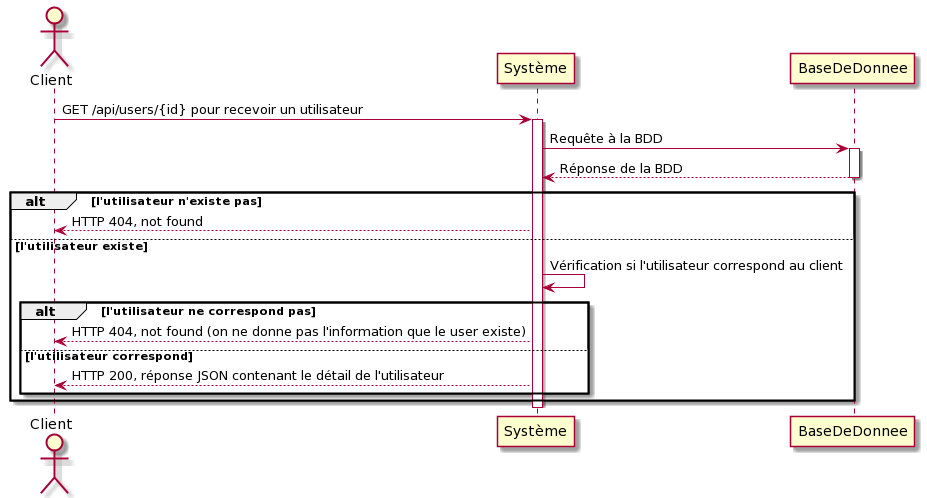 Client
Système
BaseDeDonnee
GET /api/users/{id} pour recevoir un utilisateur
Requête à la BDD
Réponse de la BDD
alt [l'utilisateur n'existe pas]
HTTP 404, not found
[l'utilisateur existe]
Vérification si l'utilisateur correspond au client
alt [l'utilisateur ne correspond pas]
HTTP 404, not found (on ne donne pas l'information que le user existe)
[l'utilisateur correspond]
HTTP 200, réponse JSON contenant le détail de l'utilisateur
Client
Système
BaseDeDonnee